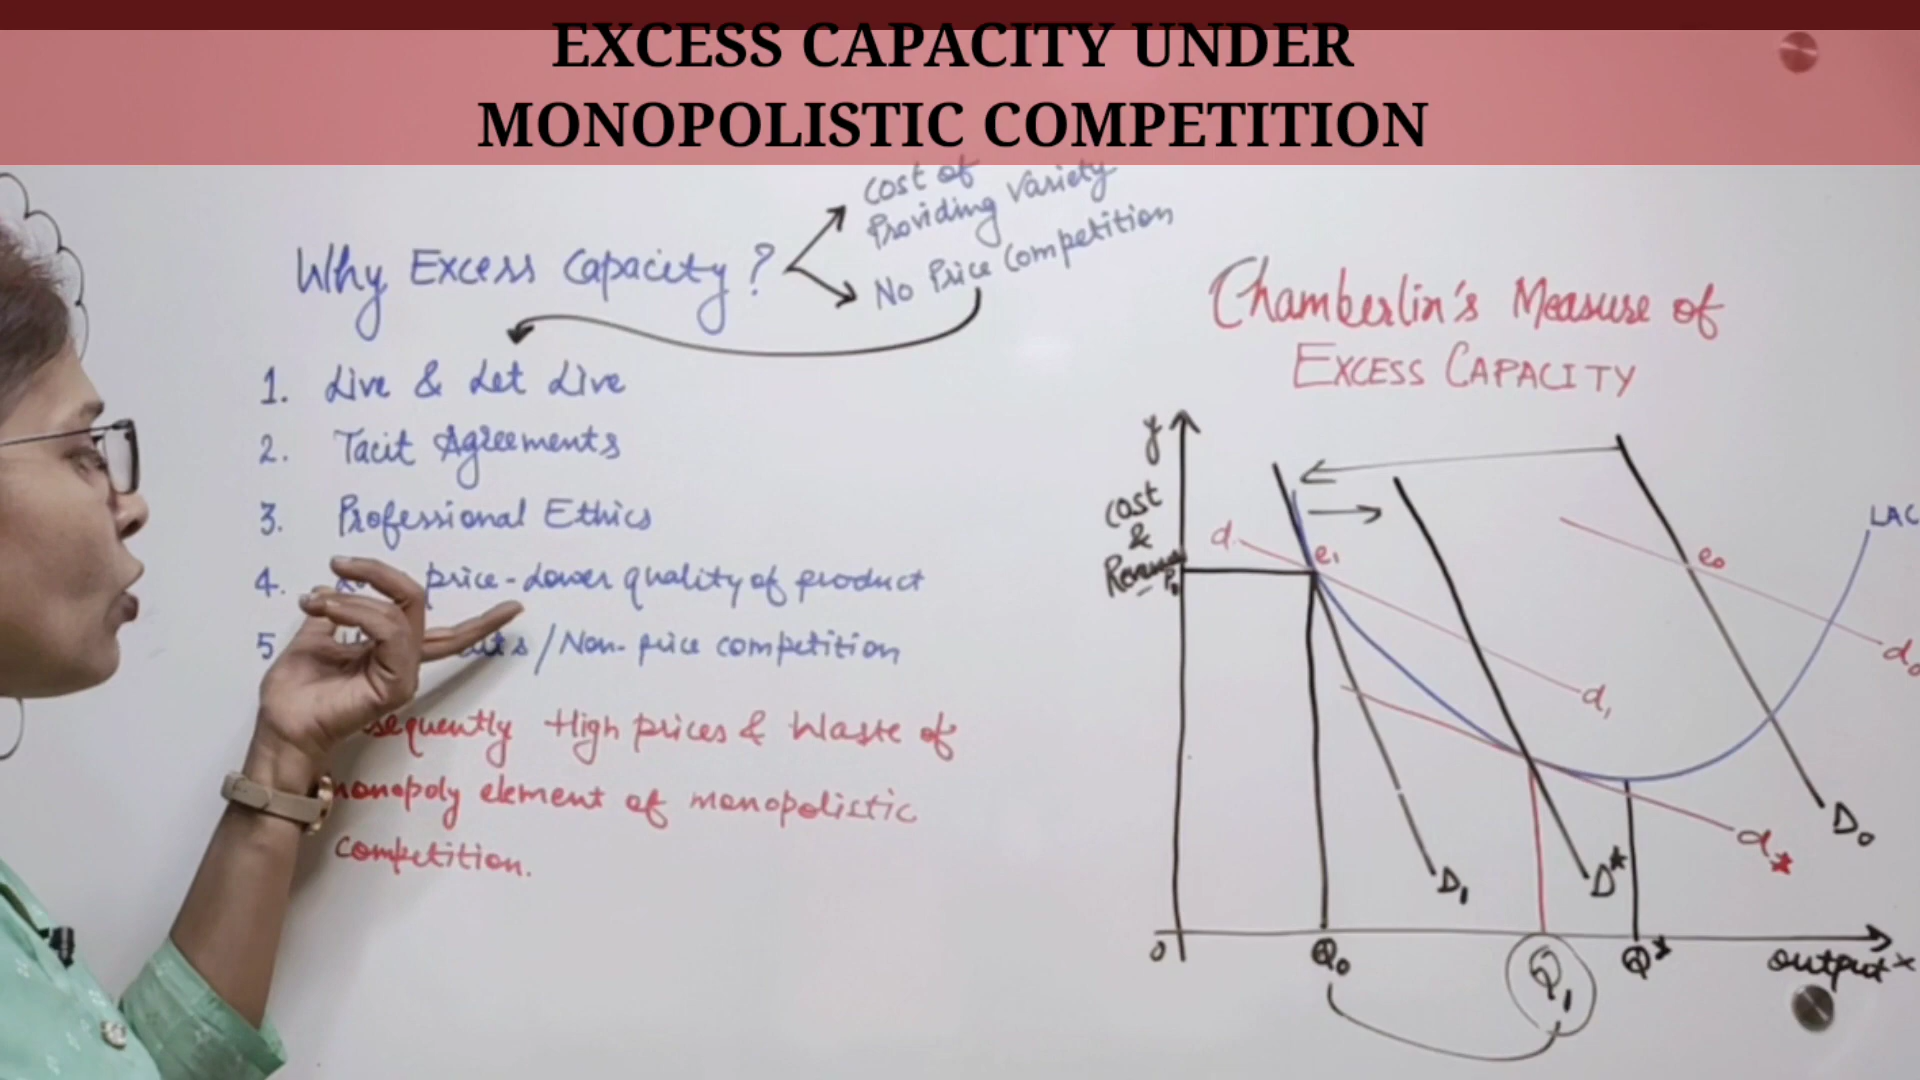 EXCESS CAPACITY UNDER
MONOPOLISTIC COMPETITION
Cost of
Providing Variety
Why Excess Capacity?
No Price Competition
1. Live & Let Live
2. Tacit Agreements
3. Professional Ethics
4. price - Lower quality of product
5 / Non-price competition
High prices & Waste of
monopoly element of monopolistic
competition.
Chamberlin's Measure of
EXCESS CAPACITY
y
Cost
&
Revenue
P₁
d
e₁
e₀
LAC
d₀
d₁
D₀
d*
D₁
D*
0
Q₀
Q₁
Q*
output x